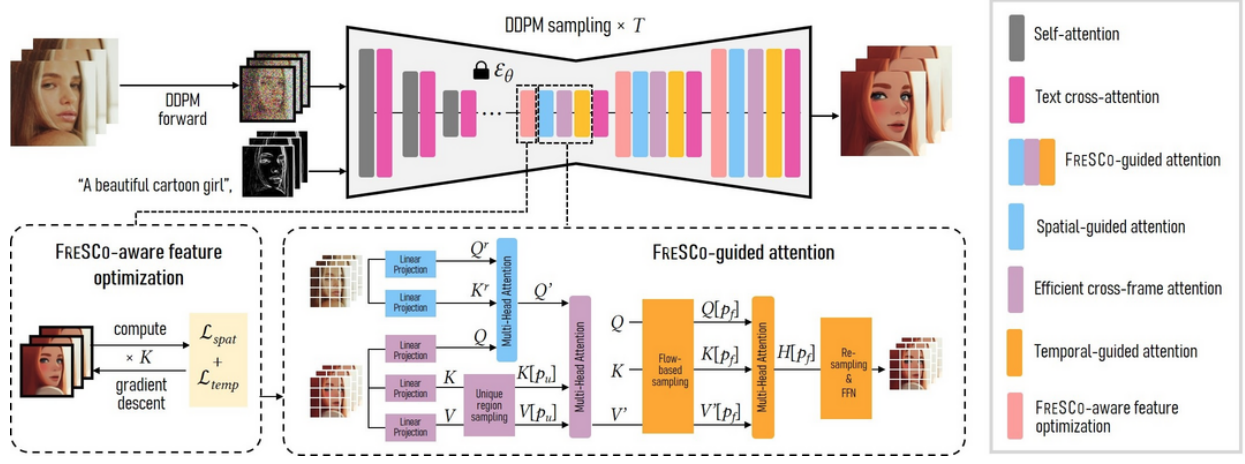 DDPM sampling × T
DDPM
forward
εθ
"A beautiful cartoon girl",
FRESCO-aware feature
optimization
compute
× K
gradient
descent
ℒspat
+
ℒtemp
FRESCO-guided attention
Linear
Projection
Q^r
Linear
Projection
K^r
Multi-Head Attention
Q'
Linear
Projection
Q
Linear
Projection
K
Unique
region
sampling
K[p_u]
Linear
Projection
V
V[p_u]
Multi-Head Attention
Q
K
V'
Flow-
based
sampling
Q[p_f]
K[p_f]
V'[p_f]
Multi-Head Attention
H[p_f]
Re-
sampling
&
FFN
Self-attention
Text cross-attention
FRESCO-guided attention
Spatial-guided attention
Efficient cross-frame attention
Temporal-guided attention
FRESCO-aware feature
optimization